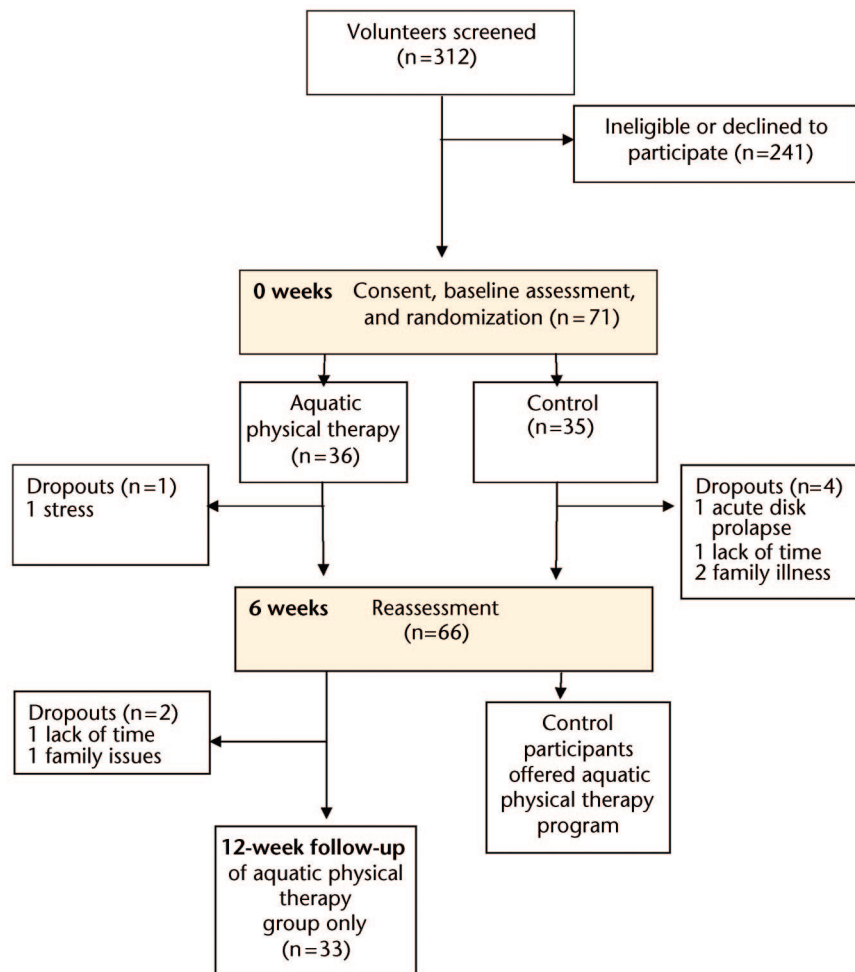 Volunteers screened
(n=312)
Ineligible or declined to
participate (n=241)
0 weeks Consent, baseline assessment,
and randomization (n=71)
Aquatic
physical therapy
(n=36)
Control
(n=35)
Dropouts (n=1)
1 stress
Dropouts (n=4)
1 acute disk
prolapse
1 lack of time
2 family illness
6 weeks Reassessment
(n=66)
Dropouts (n=2)
1 lack of time
1 family issues
Control
participants
offered aquatic
physical therapy
program
12-week follow-up
of aquatic physical
therapy
group only
(n=33)